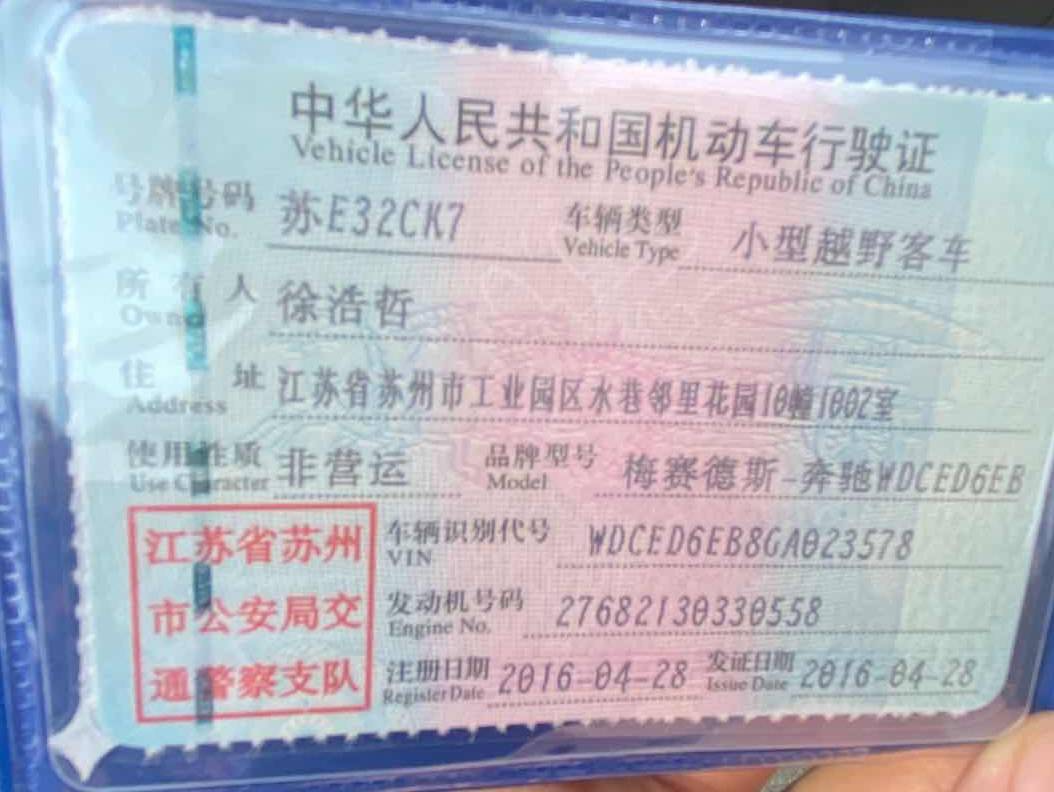 中华人民共和国机动车行驶证
Vehicle License of the People's Republic of China
号牌号码 苏E32CK7 车辆类型 小型越野客车
Plate No. Vehicle Type
所有人 徐浩哲
Owner
住址 江苏省苏州市工业园区水巷邻里花园10幢1002室
Address
使用性质 非营运 品牌型号 梅赛德斯-奔驰WDCED6EB
Use Character Model
江苏省苏州 车辆识别代号 WDCED6EB8GA023578
VIN
市公安局交 发动机号码 27682130330558
Engine No.
通警察支队 注册日期 2016-04-28 发证日期 2016-04-28
Register Date Issue Date